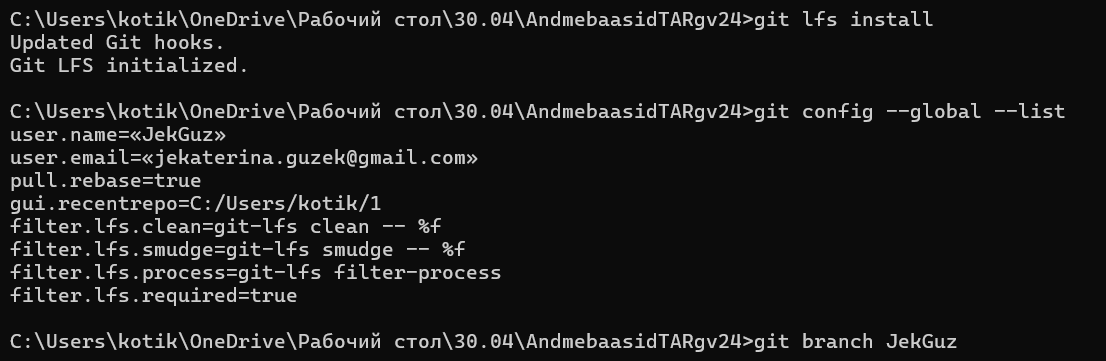 C:\Users\kotik\OneDrive\Рабочий стол\30.04\AndmebaasidTARgv24>git lfs install
Updated Git hooks.
Git LFS initialized.
C:\Users\kotik\OneDrive\Рабочий стол\30.04\AndmebaasidTARgv24>git config --global --list
user.name=«JekGuz»
user.email=«jekaterina.guzek@gmail.com»
pull.rebase=true
gui.recentrepo=C:/Users/kotik/1
filter.lfs.clean=git-lfs clean -- %f
filter.lfs.smudge=git-lfs smudge -- %f
filter.lfs.process=git-lfs filter-process
filter.lfs.required=true
C:\Users\kotik\OneDrive\Рабочий стол\30.04\AndmebaasidTARgv24>git branch JekGuz